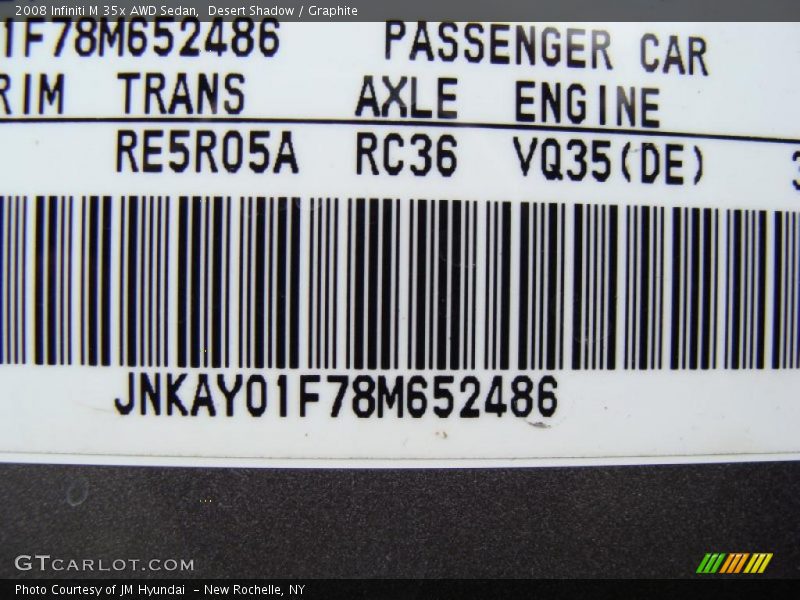 2008 Infiniti M 35x AWD Sedan,  Desert Shadow / Graphite
1F78M652486 PASSENGER CAR
RIM TRANS AXLE ENGINE
RE5R05A RC36 VQ35(DE) 3
JNKAY01F78M652486
GTCARLOT.COM
Photo Courtesy of JM Hyundai  - New Rochelle, NY